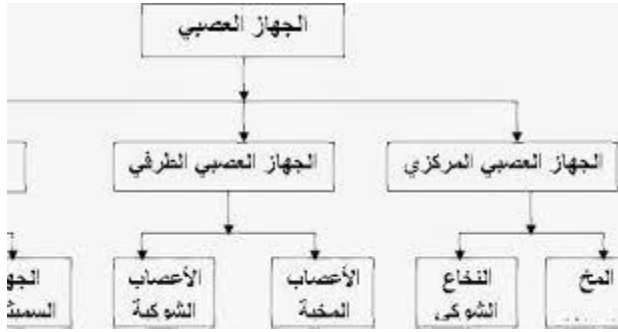 الجهاز العصبي
الجهاز العصبي المركزي
الجهاز العصبي الطرفي
المخ
النخاع
الشوكي
الأعصاب
المخية
الأعصاب
الشوكية